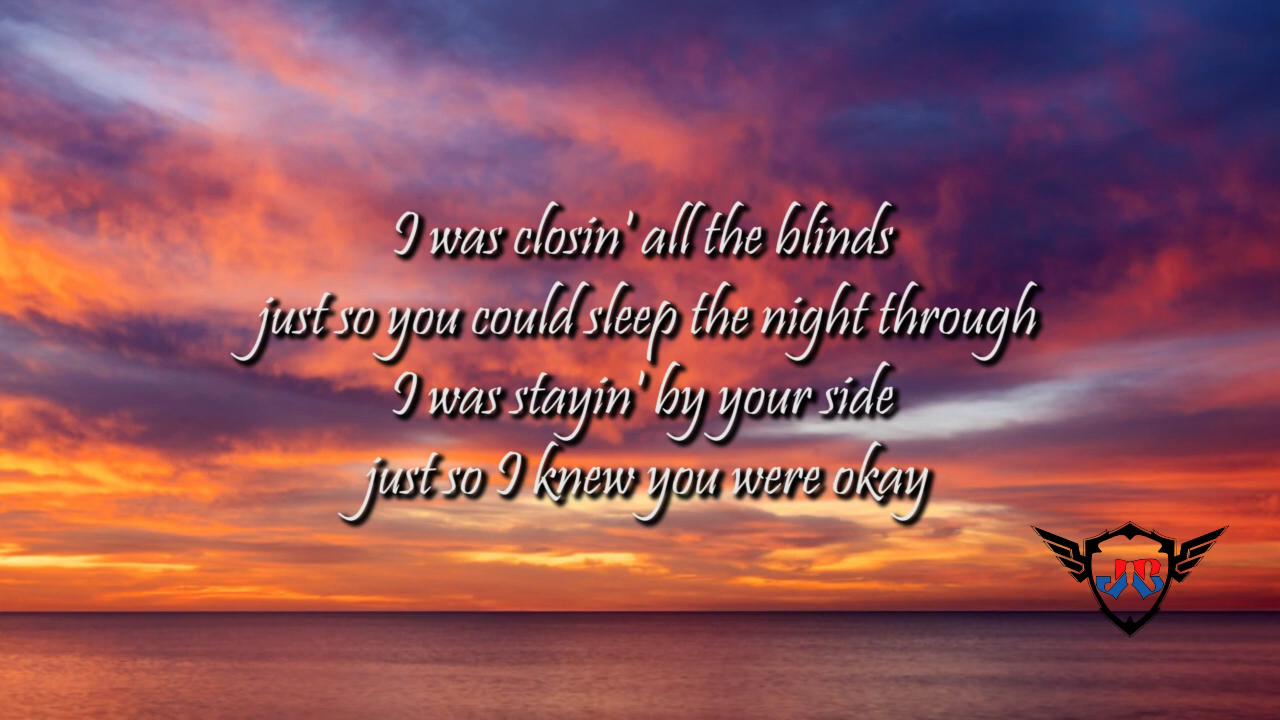 I was closin' all the blinds
just so you could sleep the night through
I was stayin' by your side
just so I knew you were okay
JB